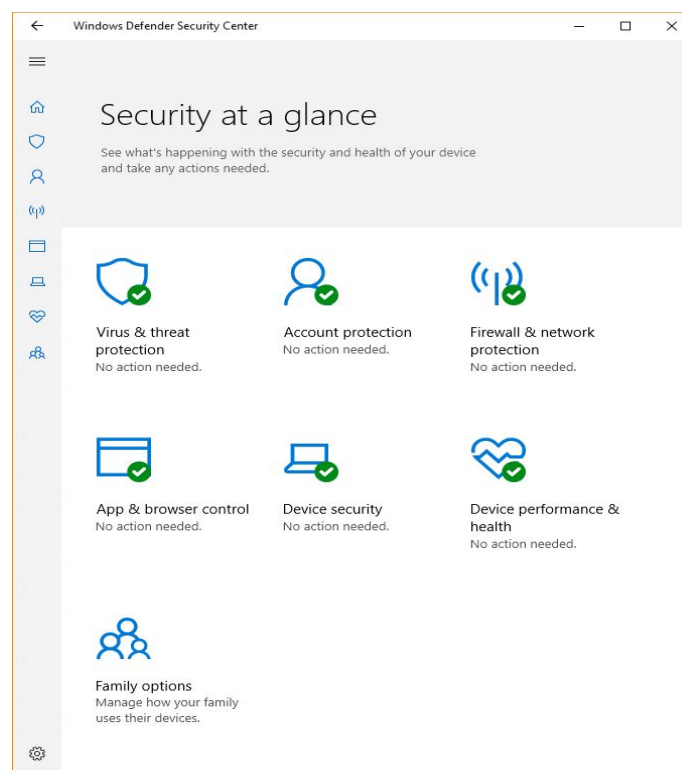 Windows Defender Security Center
Security at a glance
See what's happening with the security and health of your device
and take any actions needed.
Virus & threat
protection
No action needed.
Account protection
No action needed.
Firewall & network
protection
No action needed.
App & browser control
No action needed.
Device security
No action needed.
Device performance &
health
No action needed.
Family options
Manage how your family
uses their devices.